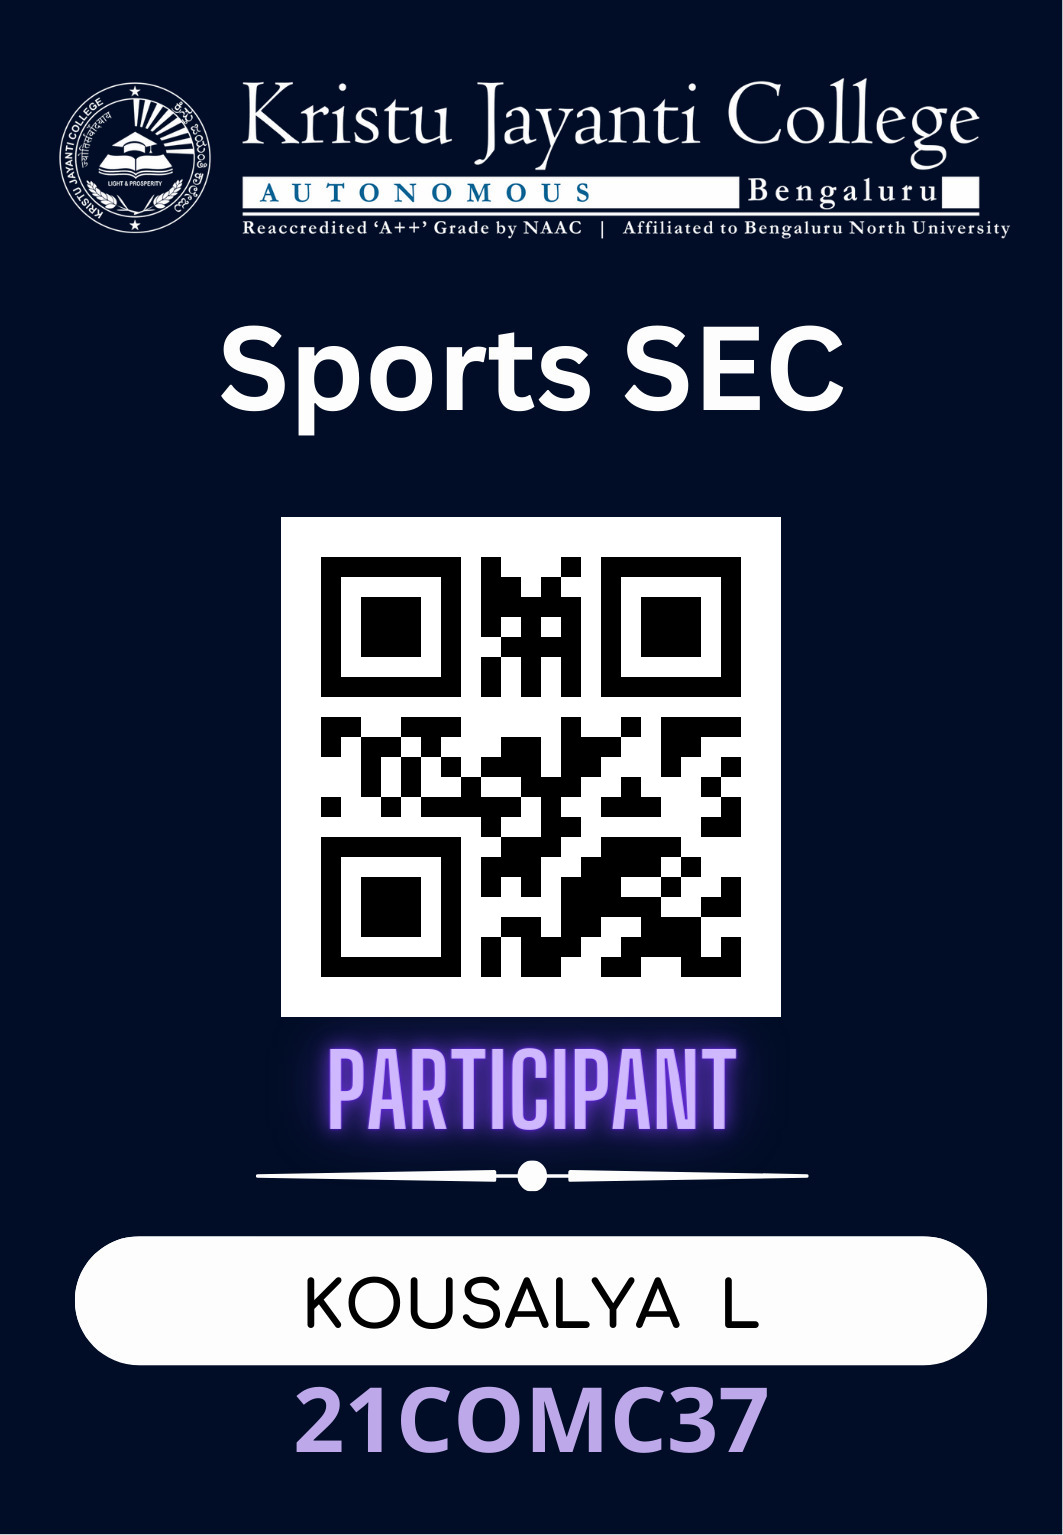 KRISTU JAYANTI COLLEGE
ಕ್ರಿಸ್ತು ಜಯಂತಿ ಕಾಲೇಜು
LIGHT & PROSPERITY
Kristu Jayanti College
AUTONOMOUS Bengaluru
Reaccredited ‘A++’ Grade by NAAC | Affiliated to Bengaluru North University
Sports SEC
PARTICIPANT
KOUSALYA L
21COMC37